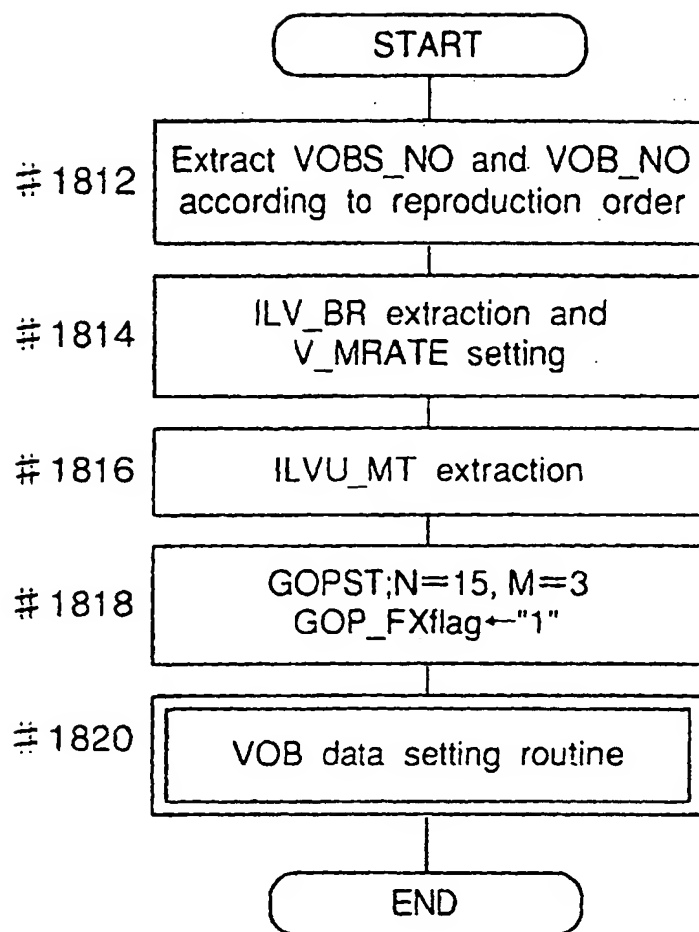 START
#1812
Extract VOBS_NO and VOB_NO
according to reproduction order
#1814
ILV_BR extraction and
V_MRATE setting
#1816
ILVU_MT extraction
#1818
GOPST;N=15, M=3
GOP_FXflag←"1"
#1820
VOB data setting routine
END